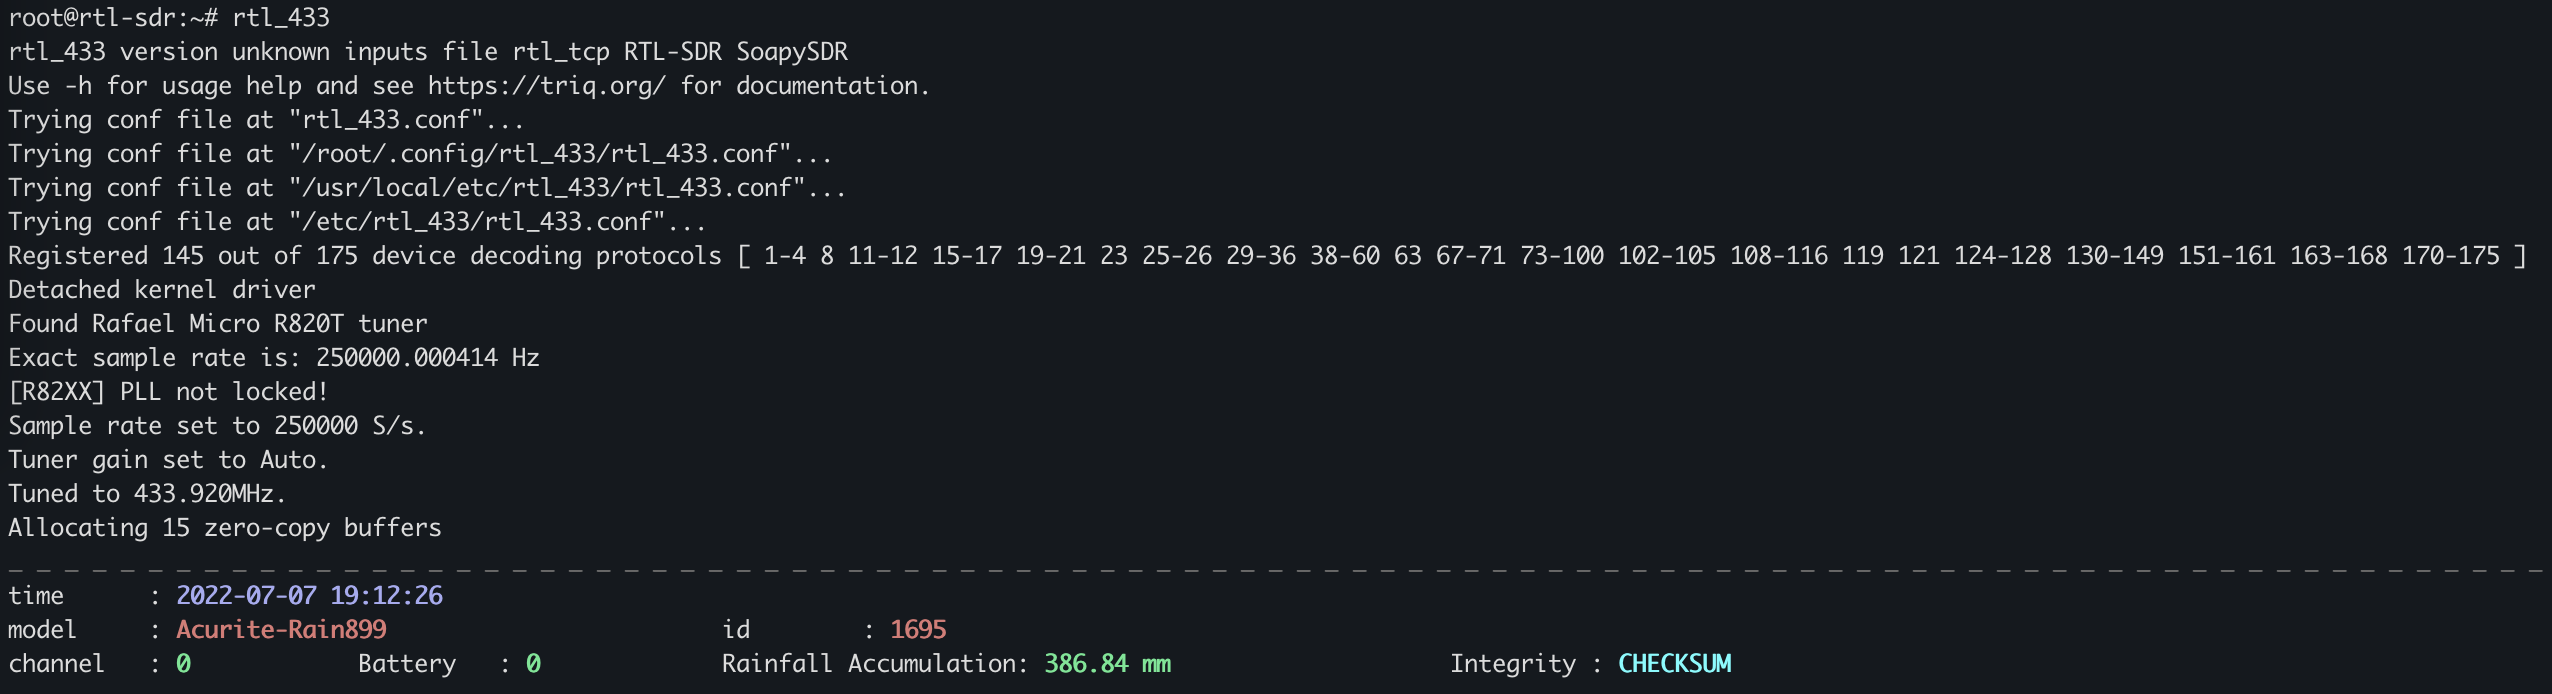 root@rtl-sdr:~# rtl_433
rtl_433 version unknown inputs file rtl_tcp RTL-SDR SoapySDR
Use -h for usage help and see https://triq.org/ for documentation.
Trying conf file at "rtl_433.conf"...
Trying conf file at "/root/.config/rtl_433/rtl_433.conf"...
Trying conf file at "/usr/local/etc/rtl_433/rtl_433.conf"...
Trying conf file at "/etc/rtl_433/rtl_433.conf"...
Registered 145 out of 175 device decoding protocols [ 1-4 8 11-12 15-17 19-21 23 25-26 29-36 38-60 63 67-71 73-100 102-105 108-116 119 121 124-128 130-149 151-161 163-168 170-175 ]
Detached kernel driver
Found Rafael Micro R820T tuner
Exact sample rate is: 250000.000414 Hz
[R82XX] PLL not locked!
Sample rate set to 250000 S/s.
Tuner gain set to Auto.
Tuned to 433.920MHz.
Allocating 15 zero-copy buffers
_ _ _ _ _ _ _ _ _ _ _ _ _ _ _ _ _ _ _ _ _ _ _ _ _ _ _ _ _ _ _ _ _ _ _ _ _ _ _ _ _ _ _ _ _ _ _ _ _ _ _ _ _ _ _ _ _ _ _ _ _ _ _ _ _ _ _ _ _ _ _ _ _ _ _ _ _ _ _ _ _ _ _ _ _ _ _ _ _ _ _
time      : 2022-07-07 19:12:26
model     : Acurite-Rain899                        id        : 1695
channel   : 0            Battery   : 0             Rainfall Accumulation: 386.84 mm                    Integrity : CHECKSUM